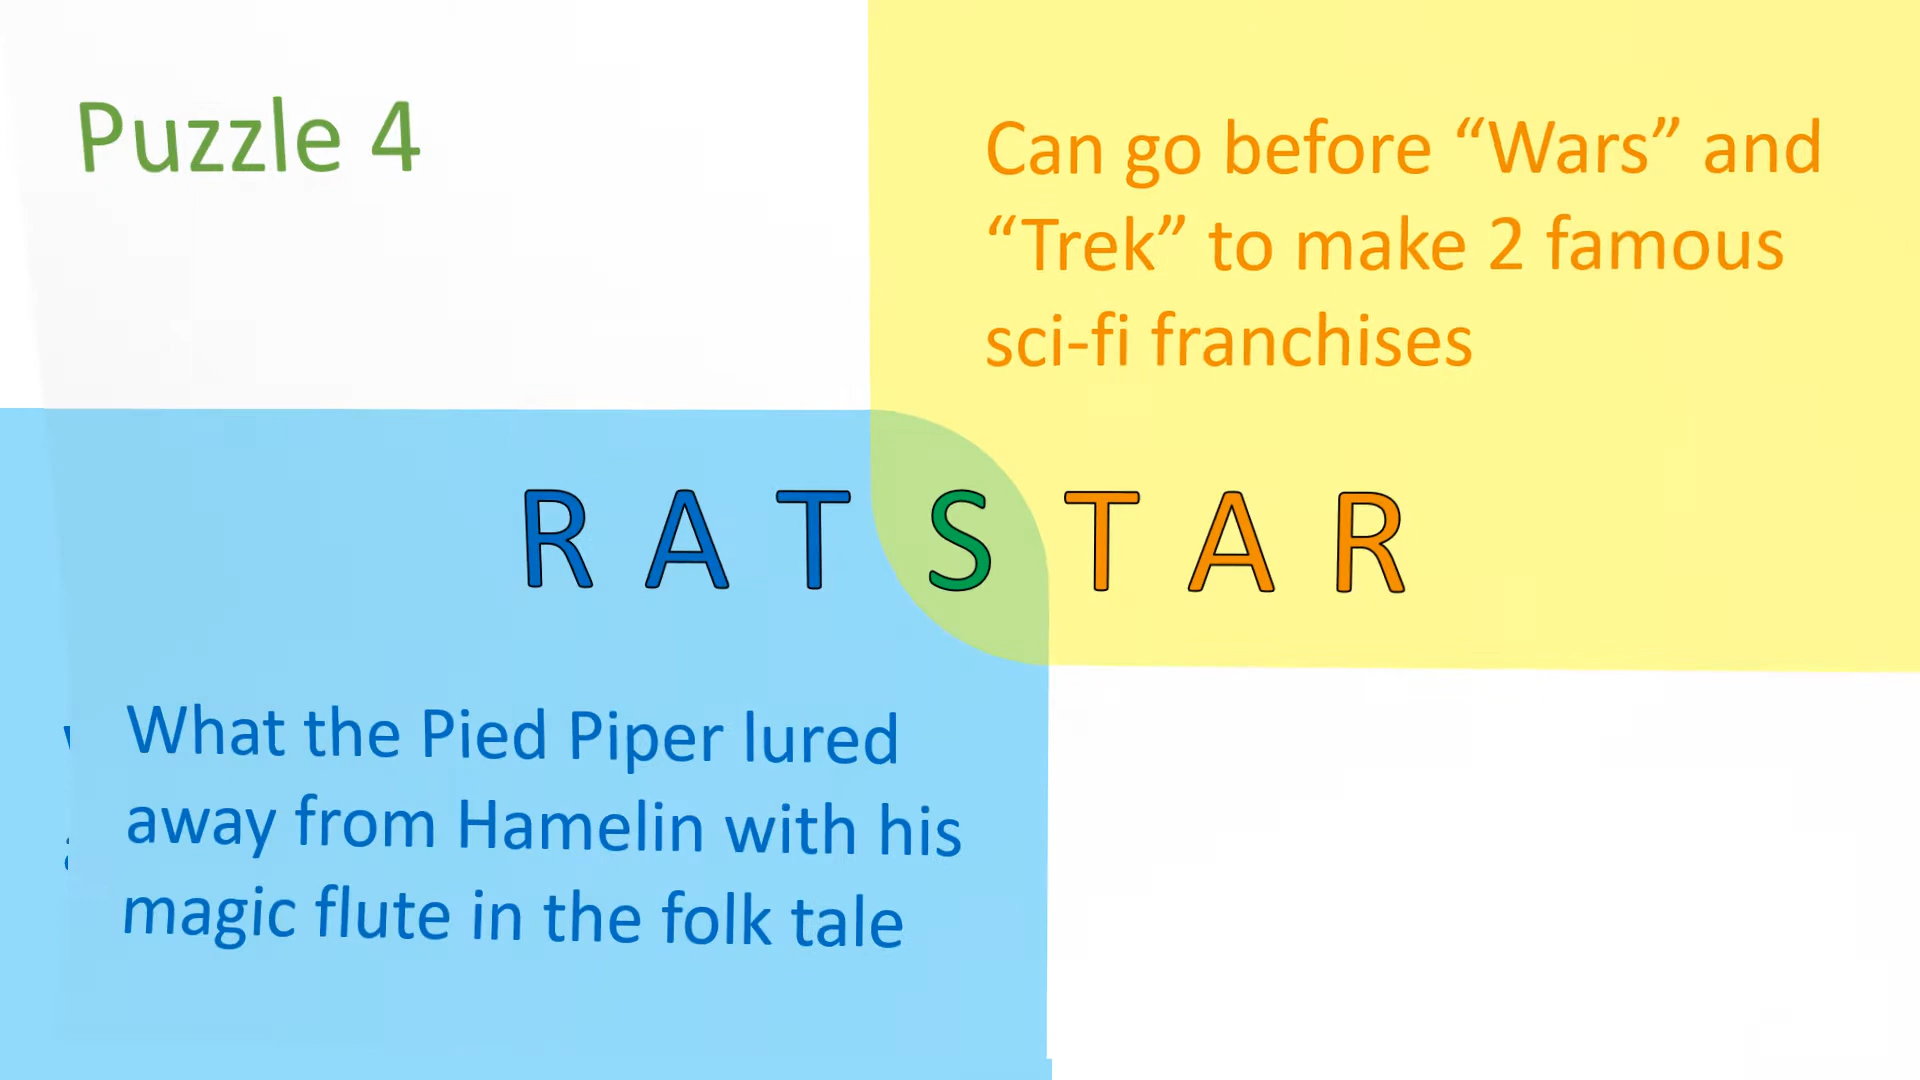 Puzzle 4
Can go before “Wars” and
“Trek” to make 2 famous
sci-fi franchises
R A T S T A R
What the Pied Piper lured
away from Hamelin with his
magic flute in the folk tale